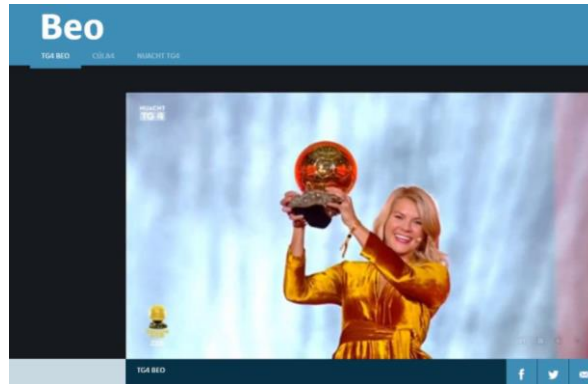 Beo
TG4 BEO CÚLA4 NUACHT TG4
NUACHT
TG4
TG4 BEO